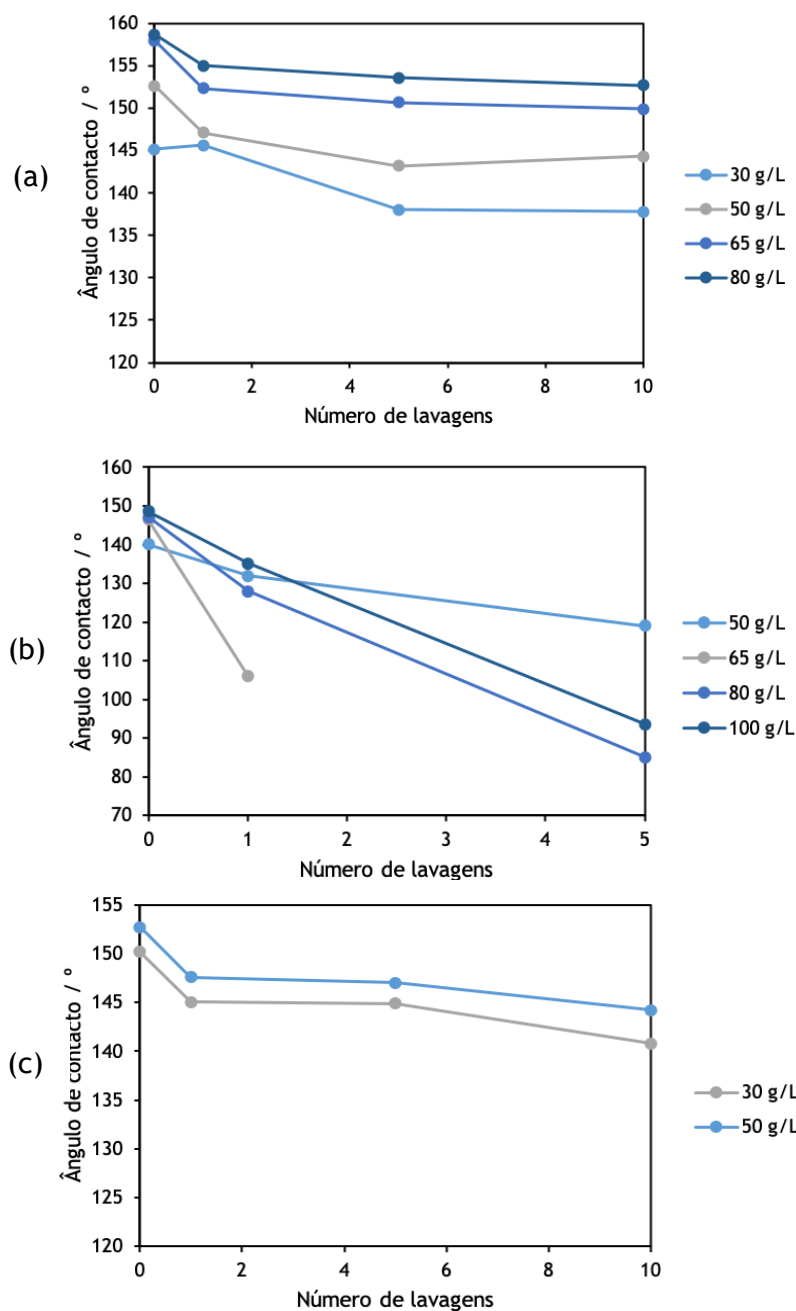 (a)
Ângulo de contacto / º
160
155
150
145
140
135
130
125
120
0 2 4 6 8 10
Número de lavagens
30 g/L
50 g/L
65 g/L
80 g/L
(b)
Ângulo de contacto / º
160
150
140
130
120
110
100
90
80
70
0 1 2 3 4 5
Número de lavagens
50 g/L
65 g/L
80 g/L
100 g/L
(c)
Ângulo de contacto / º
155
150
145
140
135
130
125
120
0 2 4 6 8 10
Número de lavagens
30 g/L
50 g/L